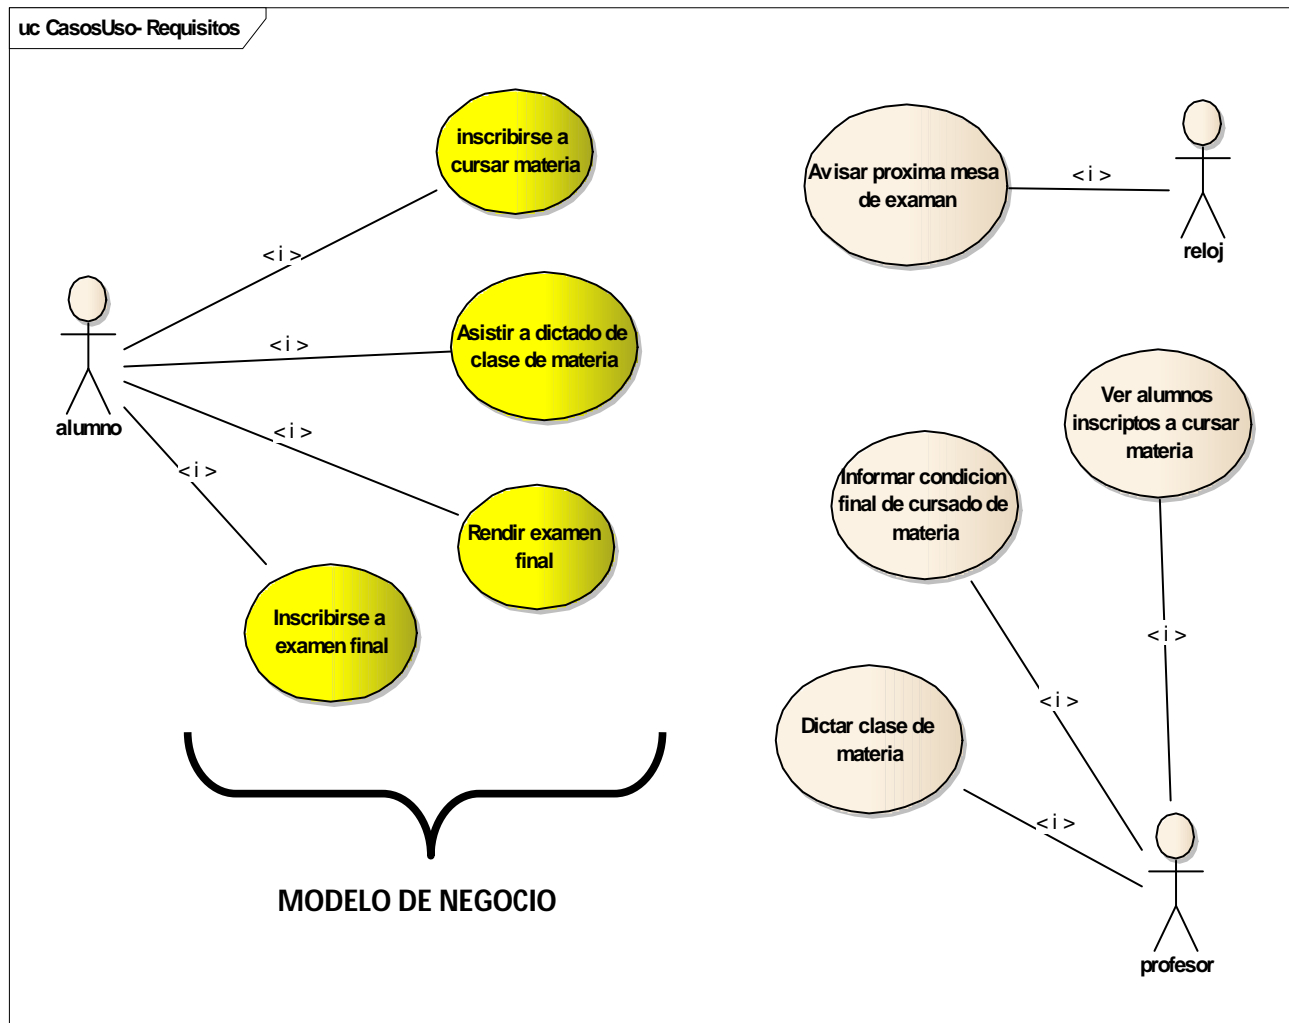 uc CasosUso- Requisitos
inscribirse a
cursar materia
< i >
Asistir a dictado de
clase de materia
< i >
alumno
< i >
Rendir examen
final
< i >
Inscribirse a
examen final
MODELO DE NEGOCIO
Avisar proxima mesa
de examan
< i >
reloj
Ver alumnos
inscriptos a cursar
materia
Informar condicion
final de cursado de
materia
< i >
< i >
Dictar clase de
materia
< i >
profesor